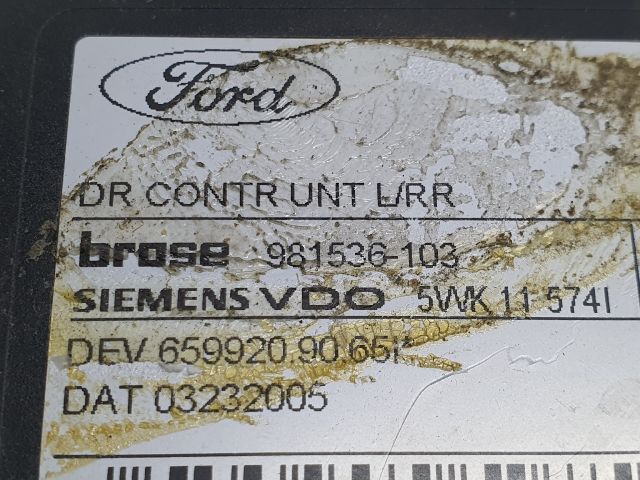 Ford
DR CONTR UNT L/RR
brose 981536-103
SIEMENS VDO 5WK 11 574I
DEV 659920.90.65
DAT 03232005